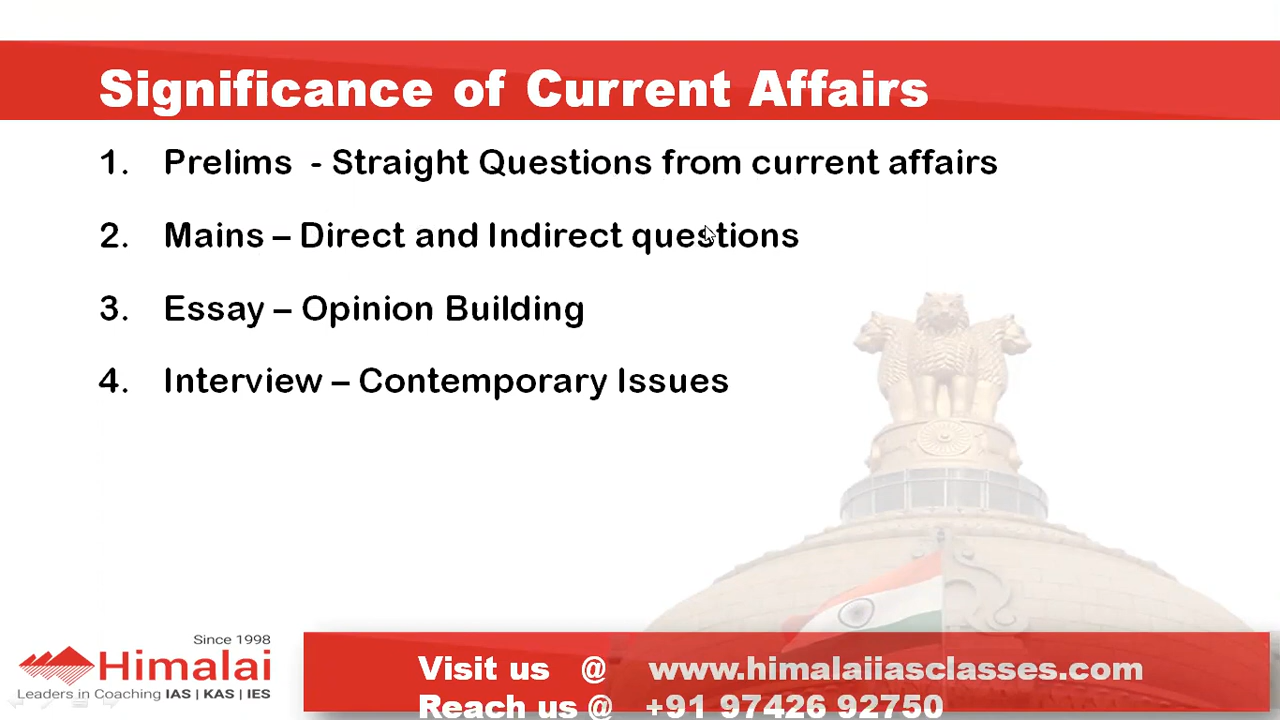 Significance of Current Affairs
1. Prelims - Straight Questions from current affairs
2. Mains – Direct and Indirect questions
3. Essay – Opinion Building
4. Interview – Contemporary Issues
Since 1998
Himalai
Leaders in Coaching IAS | KAS | IES
Visit us @ www.himalaiiasclasses.com
Reach us @ +91 97426 92750